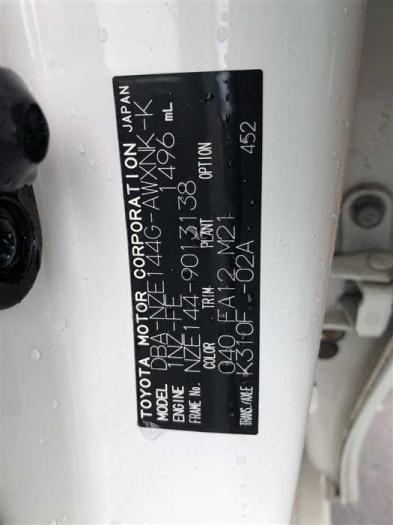 TOYOTA MOTOR CORPORATION JAPAN
MODEL DBA-NZE144G-AWXNK-K
ENGINE 1NZ-FE 1496 mL
FRAME No. NZE144-9013138
COLOR TRIM OPTION
040 FA12 M21 452
TRANS./AXLE K310F -02A